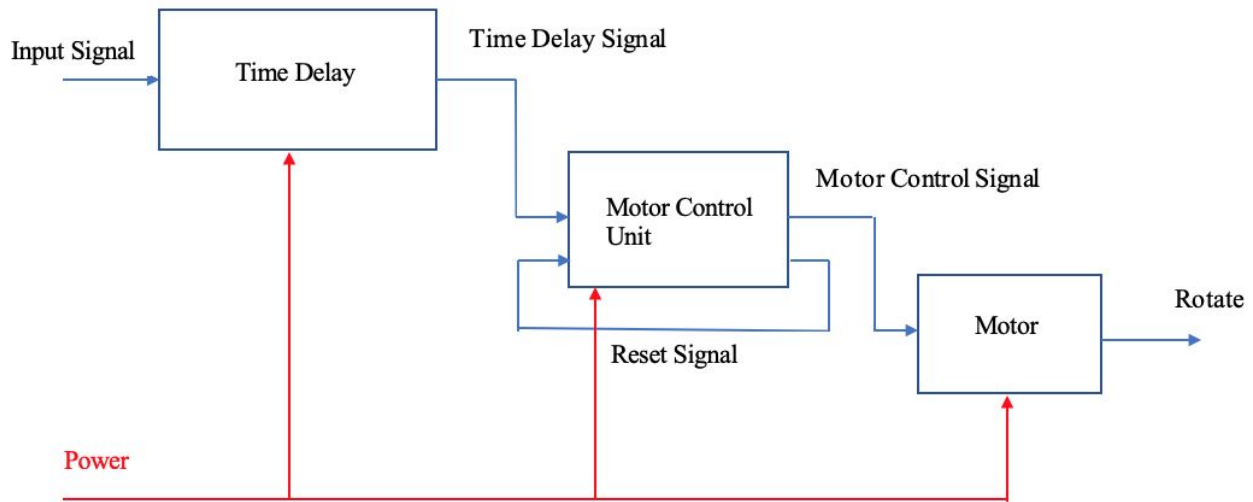 Input Signal
Time Delay
Time Delay Signal
Motor Control
Unit
Motor Control Signal
Reset Signal
Motor
Rotate
Power